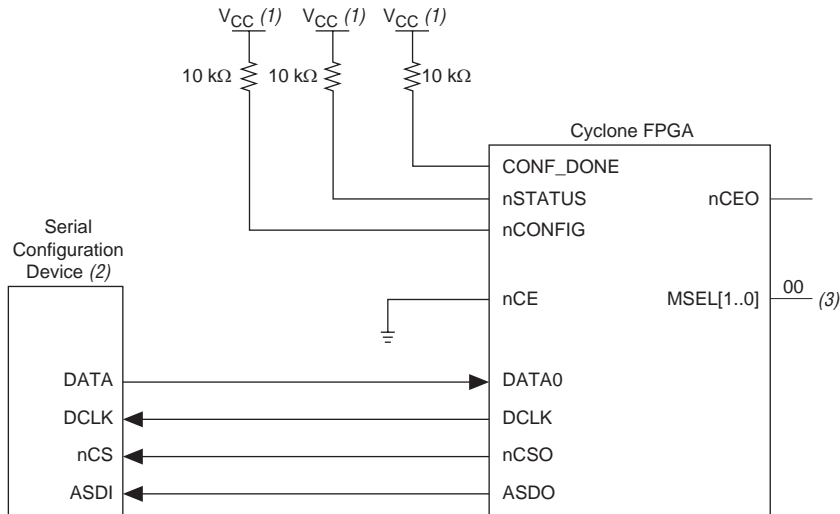 VCC (1) VCC (1) VCC (1)
10 kΩ 10 kΩ 10 kΩ
Cyclone FPGA
CONF_DONE
nSTATUS nCEO
nCONFIG
Serial
Configuration
Device (2)
nCE MSEL[1..0] 00 (3)
DATA DATA0
DCLK DCLK
nCS nCSO
ASDI ASDO